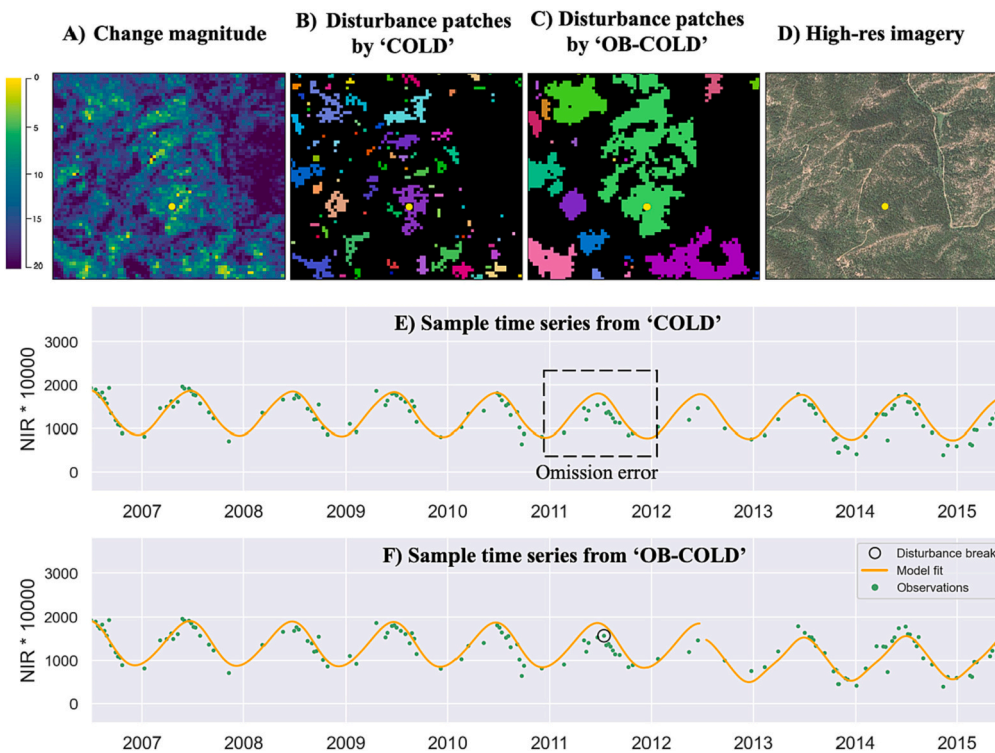 A) Change magnitude
B) Disturbance patches
by ‘COLD’
C) Disturbance patches
by ‘OB-COLD’
D) High-res imagery
0
5
10
15
20
E) Sample time series from ‘COLD’
NIR * 10000
3000
2000
1000
0
Omission error
2007 2008 2009 2010 2011 2012 2013 2014 2015
F) Sample time series from ‘OB-COLD’
Disturbance break
Model fit
Observations
NIR * 10000
3000
2000
1000
0
2007 2008 2009 2010 2011 2012 2013 2014 2015